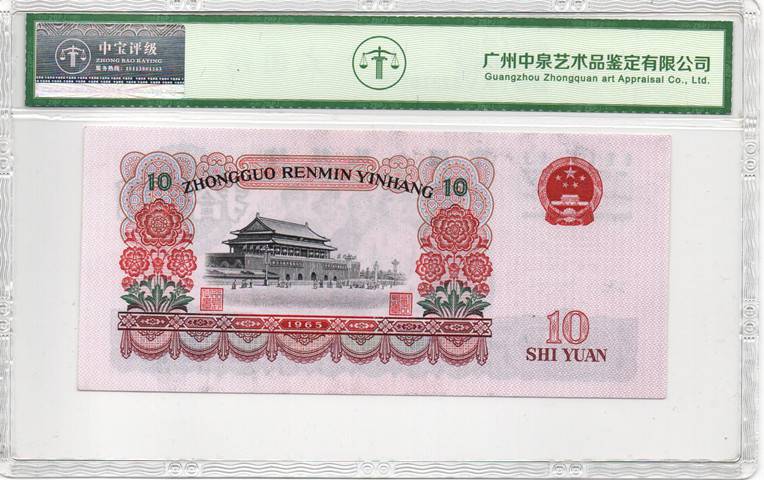 中宝评级
ZHONG BAO RAYING
广州中泉艺术品鉴定有限公司
Guangzhou Zhongquan art Appraisal Co., Ltd.
10 ZHONGGUO RENMIN YINHANG 10
1965
10
SHI YUAN